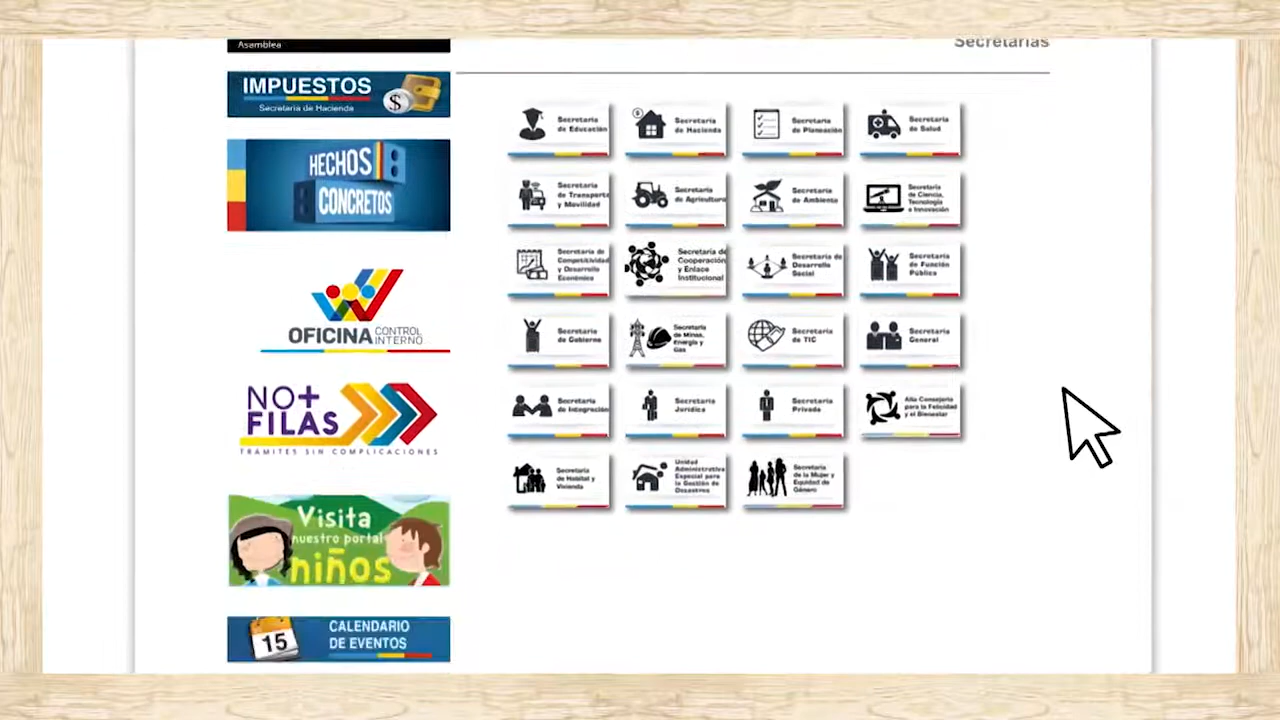 Asamblea
Secretarías
IMPUESTOS
Secretaría de Hacienda
$
HECHOS
CONCRETOS
OFICINA CONTROL
INTERNO
NO+
FILAS
TRÁMITES SIN COMPLICACIONES
Visita
nuestro portal
niños
15
CALENDARIO
DE EVENTOS
Secretaría
de Educación
$
Secretaría
de Hacienda
Secretaría
de Planeación
Secretaría
de Salud
Secretaría
de Transporte
y Movilidad
Secretaría
de Agricultura
Secretaría
de Ambiente
Secretaría
de Ciencia,
Tecnología
e Innovación
Secretaría de
Competitividad
y Desarrollo
Económico
Secretaría de
Cooperación
y Enlace
Institucional
Secretaría de
Desarrollo
Social
Secretaría
de Función
Pública
Secretaría
de Gobierno
Secretaría
de Minas,
Energía y
Gas
Secretaría
de TIC
Secretaría
General
Secretaría
de Integración
Secretaría
Jurídica
Secretaría
Privada
Alta Consejería
para la Felicidad
y el Bienestar
Secretaría
de Hábitat y
Vivienda
Unidad
Administrativa
Especial para
la Gestión de
Desastres
Secretaría
de la Mujer y
Equidad de
Género